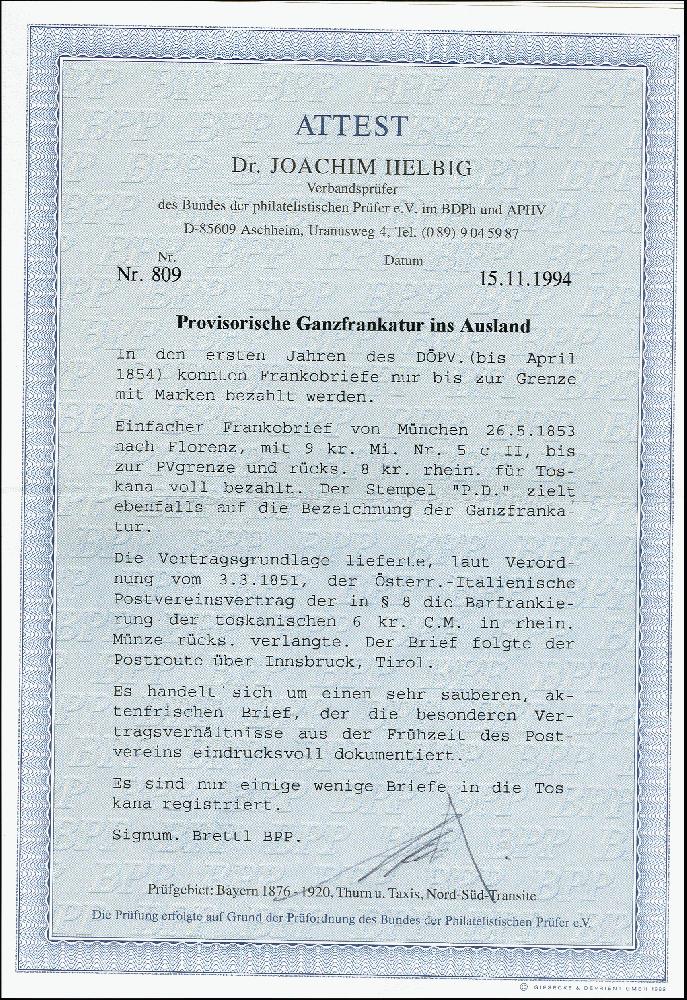 ATTEST
Dr. JOACHIM HELBIG
Verbandsprüfer
des Bundes der philatelistischen Prüfer e.V. im BDPh und APHV
D-85609 Aschheim, Uranusweg 4, Tel. (0 89) 9 04 59 87
Nr. Datum
Nr. 809 15.11.1994
Provisorische Ganzfrankatur ins Ausland
In den ersten Jahren des DÖPV.(bis April
1854) konnten Frankobriefe nur bis zur Grenze
mit Marken bezahlt werden.
Einfacher Frankobrief von München 26.5.1853
nach Florenz, mit 9 kr. Mi. Nr. 5 c II, bis
zur PVgrenze und rücks. 8 kr. rhein. für Tos-
kana voll bezahlt. Der Stempel "P.D." zielt
ebenfalls auf die Bezeichnung der Ganzfranka
tur.
Die Vertragsgrundlage lieferte, laut Verord-
nung vom 3.3.1851, der Österr.-Italienische
Postvereinsvertrag der in § 8 die Barfrankie-
rung der toskanischen 6 kr. C.M. in rhein.
Münze rücks. verlangte. Der Brief folgte der
Postroute über Innsbruck, Tirol.
Es handelt sich um einen sehr sauberen, ak-
tenfrischen Brief, der die besonderen Ver-
tragsverhältnisse aus der Frühzeit des Post-
vereins eindrucksvoll dokumentiert.
Es sind nur einige wenige Briefe in die Tos
kana registriert.
Signum. Brettl BPP.
Prüfgebiet: Bayern 1876 - 1920, Thurn u. Taxis, Nord-Süd-Transite
Die Prüfung erfolgte auf Grund der Prüfordnung des Bundes der Philatelistischen Prüfer e.V.
© GIESECKE & DEVRIENT GMBH 1989